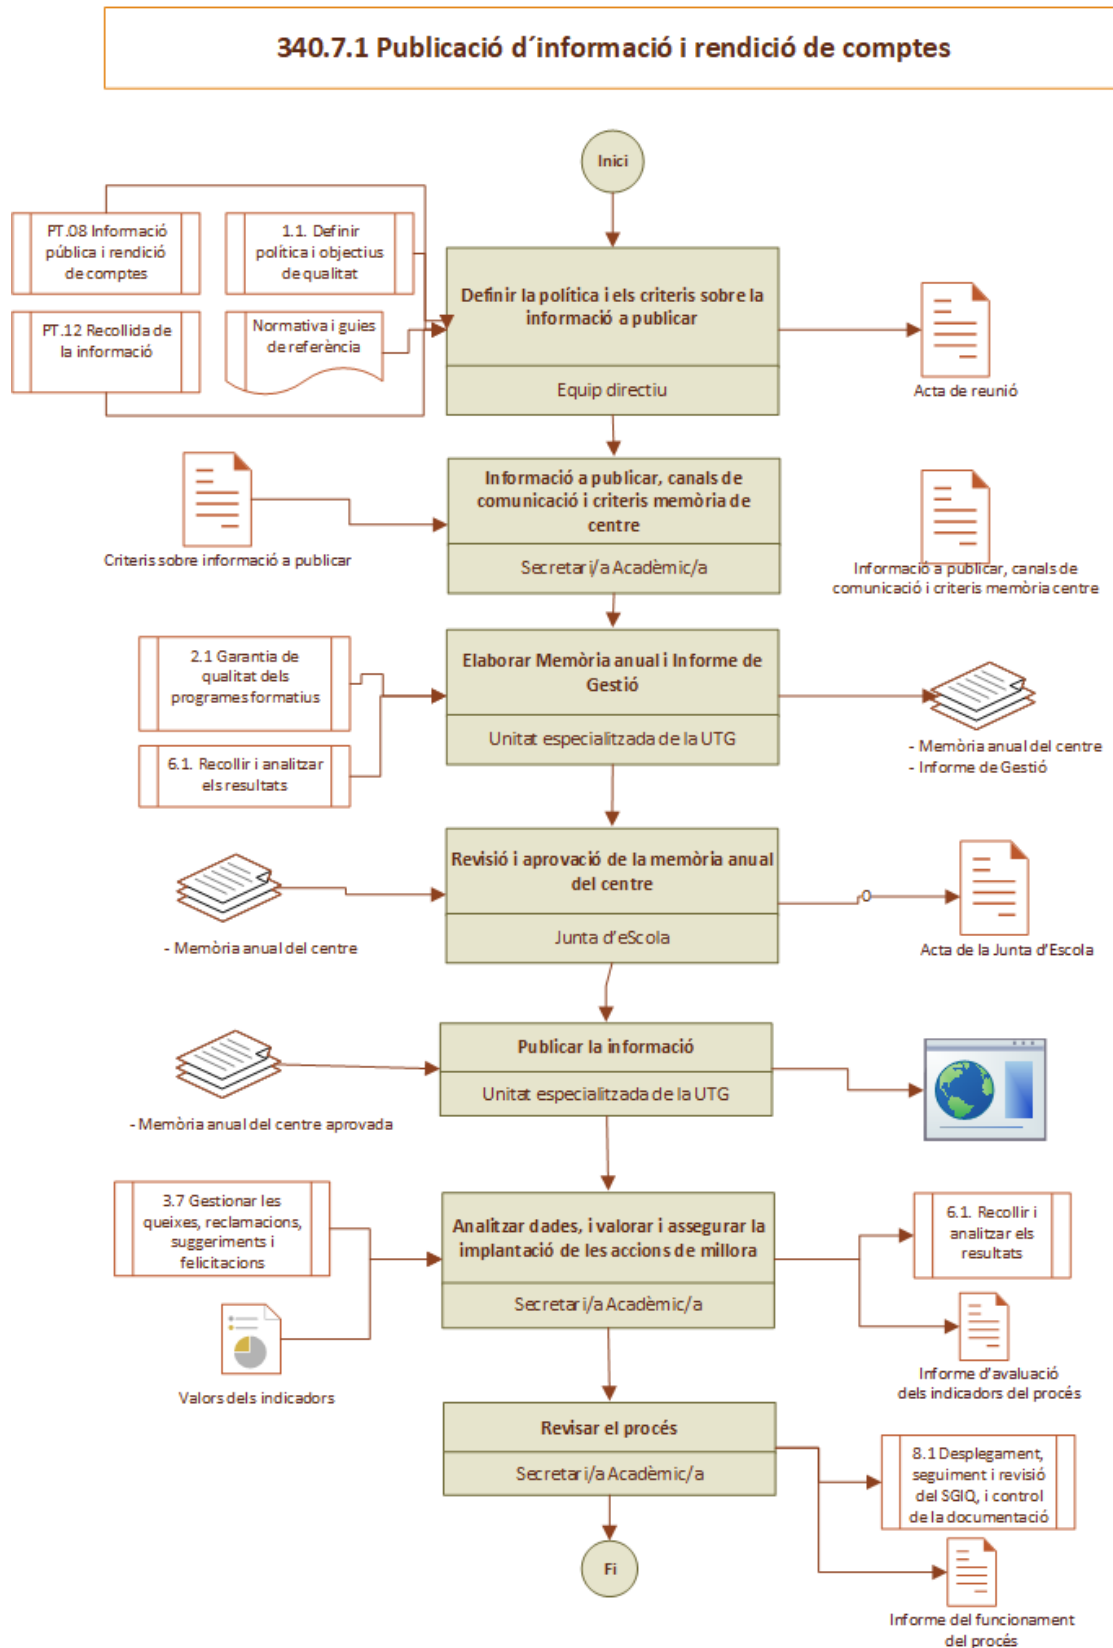 340.7.1 Publicació d´informació i rendició de comptes
Inici
PT.08 Informació
pública i rendició
de comptes
1.1. Definir
política i objectius
de qualitat
Definir la política i els criteris sobre la
informació a publicar
Equip directiu
PT.12 Recollida de
la informació
Normativa i guies
de referència
Acta de reunió
Criteris sobre informació a publicar
Informació a publicar, canals de
comunicació i criteris memòria de
centre
Secretari/a Acadèmic/a
Informació a publicar, canals de
comunicació i criteris memòria centre
2.1 Garantia de
qualitat dels
programes formatius
6.1. Recollir i analitzar
els resultats
Elaborar Memòria anual i Informe de
Gestió
Unitat especialitzada de la UTG
- Memòria anual del centre
- Informe de Gestió
- Memòria anual del centre
Revisió i aprovació de la memòria anual
del centre
Junta d'eScola
O
Acta de la Junta d'Escola
- Memòria anual del centre aprovada
Publicar la informació
Unitat especialitzada de la UTG
3.7 Gestionar les
queixes, reclamacions,
suggeriments i
felicitacions
Valors dels indicadors
Analitzar dades, i valorar i assegurar la
implantació de les accions de millora
Secretari/a Acadèmic/a
6.1. Recollir i
analitzar els
resultats
Informe d'avaluació
dels indicadors del procés
Revisar el procés
Secretari/a Acadèmic/a
8.1 Desplegament,
seguiment i revisió
del SGIQ, i control
de la documentació
Fi
Informe del funcionament
del procés